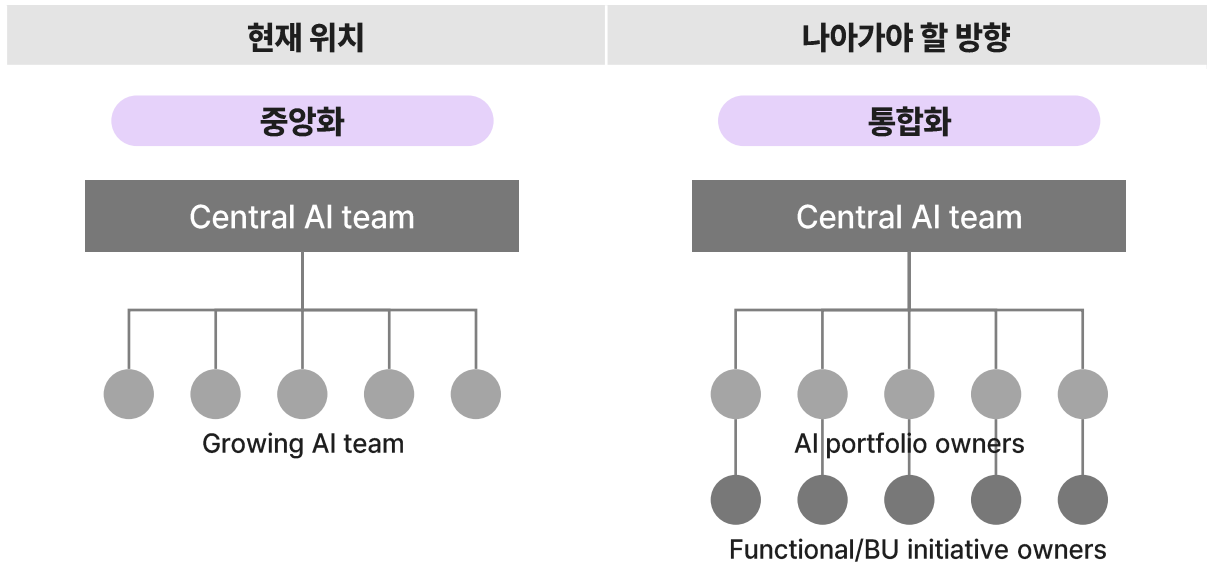 현재 위치
나아가야 할 방향
중앙화
통합화
Central AI team
Central AI team
Growing AI team
AI portfolio owners
Functional/BU initiative owners